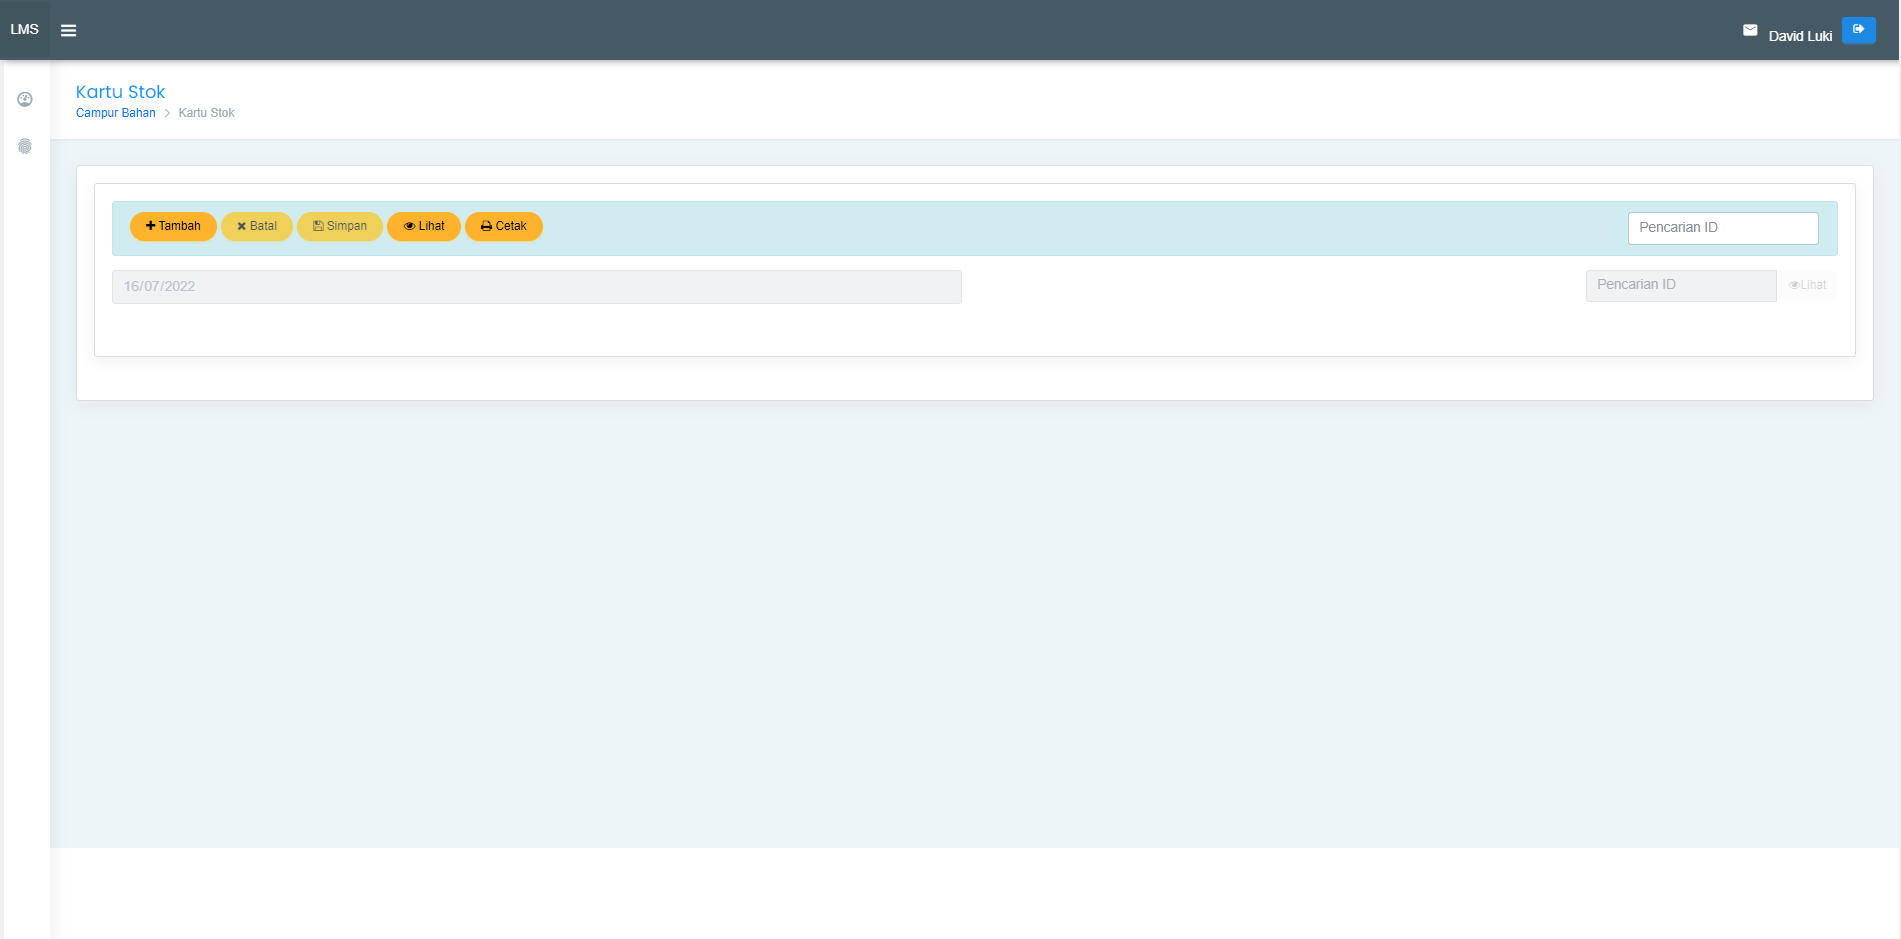 LMS
David Luki
Kartu Stok
Campur Bahan > Kartu Stok
Tambah Batal Simpan Lihat Cetak Pencarian ID
16/07/2022 Pencarian ID Lihat